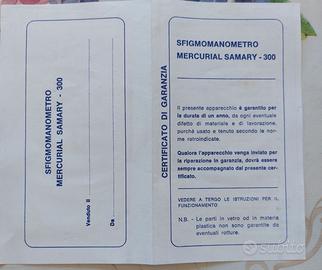 SFIGMOMANOMETRO
MERCURIAL SAMARY - 300
Venduto il
Da
CERTIFICATO DI GARANZIA
SFIGMOMANOMETRO
MERCURIAL SAMARY - 300
Il presente apparecchio è garantito per
la durata di un anno, da ogni eventuale
difetto di materiale e di lavorazione,
purchè usato e tenuto secondo le norme
retroindicate.
Qualora l'apparecchio venga inviato per
la riparazione in garanzia, dovrà essere
sempre accompagnato dal presente cer-
tificato.
VEDERE A TERGO LE ISTRUZIONI PER IL
FUNZIONAMENTO
N.B. - Le parti in vetro od in materia
plastica non sono garantite da
eventuali rotture.
subito